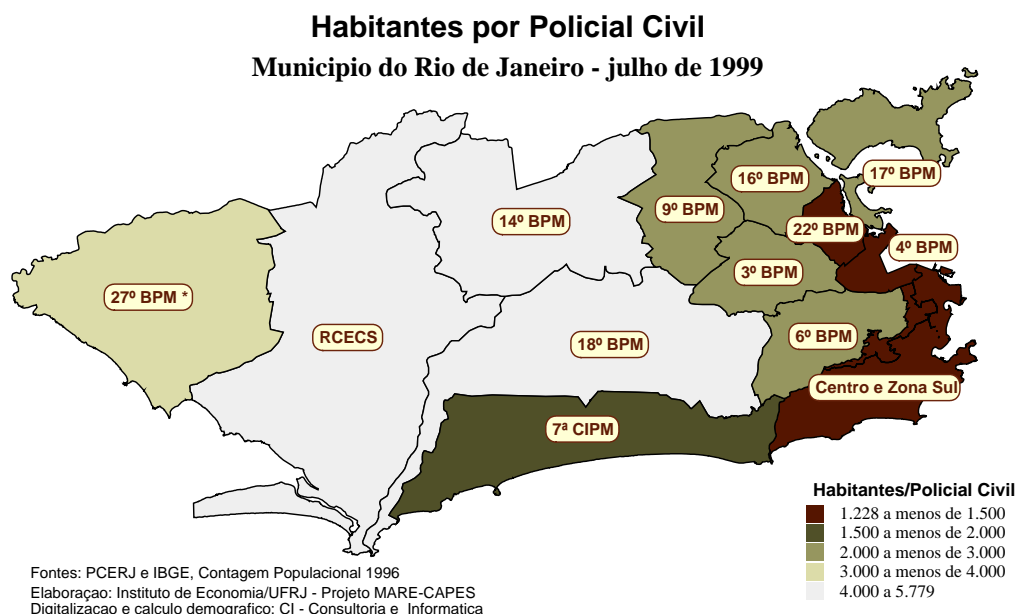 Habitantes por Policial Civil
Municipio do Rio de Janeiro - julho de 1999
17º BPM
16º BPM
9º BPM
14º BPM
22º BPM
4º BPM
3º BPM
27º BPM *
RCECS
18º BPM
6º BPM
Centro e Zona Sul
7ª CIPM
Habitantes/Policial Civil
1.228 a menos de 1.500
1.500 a menos de 2.000
2.000 a menos de 3.000
3.000 a menos de 4.000
4.000 a 5.779
Fontes: PCERJ e IBGE, Contagem Populacional 1996
Elaboraçao: Instituto de Economia/UFRJ - Projeto MARE-CAPES
Digitalizaçao e calculo demografico: CI - Consultoria e Informatica